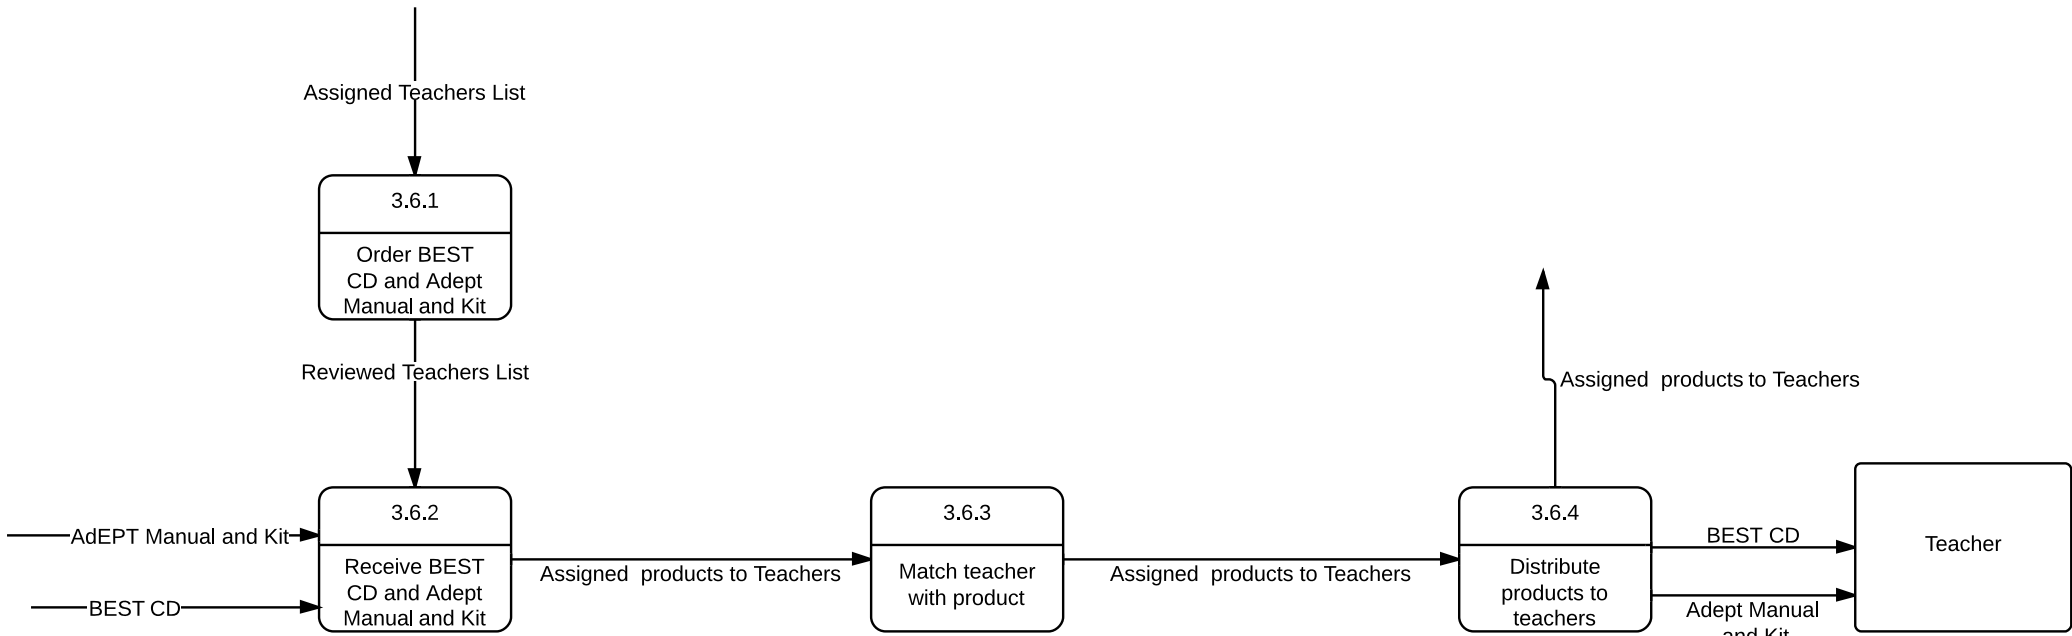 Assigned Teachers List
3.6.1
Order BEST
CD and Adept
Manual and Kit
Reviewed Teachers List
Assigned  products to Teachers
AdEPT Manual and Kit
BEST CD
3.6.2
Receive BEST
CD and Adept
Manual and Kit
Assigned  products to Teachers
3.6.3
Match teacher
with product
Assigned  products to Teachers
3.6.4
Distribute
products to
teachers
BEST CD
Adept Manual
and Kit
Teacher